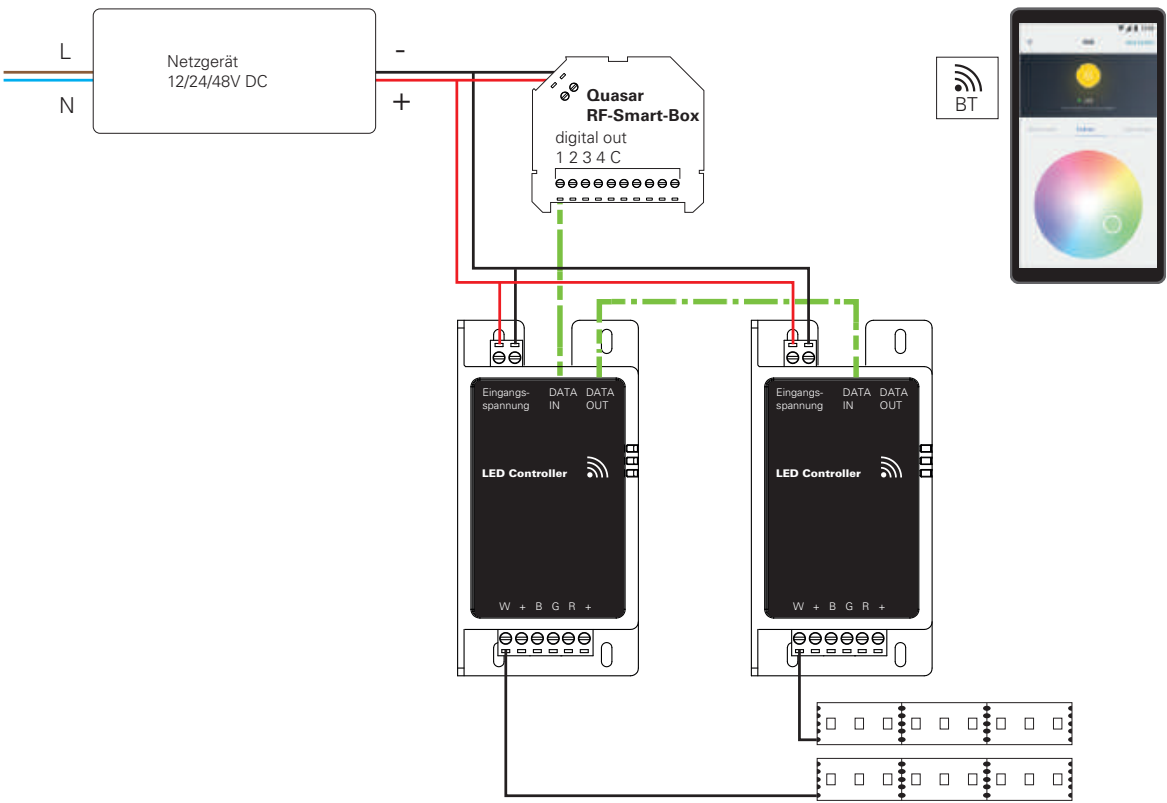 L
N
Netzgerät
12/24/48V DC
-
+
Quasar
RF-Smart-Box
digital out
1 2 3 4 C
BT
Eingangs-
spannung
DATA
IN
DATA
OUT
LED Controller
W + B G R +
Eingangs-
spannung
DATA
IN
DATA
OUT
LED Controller
W + B G R +